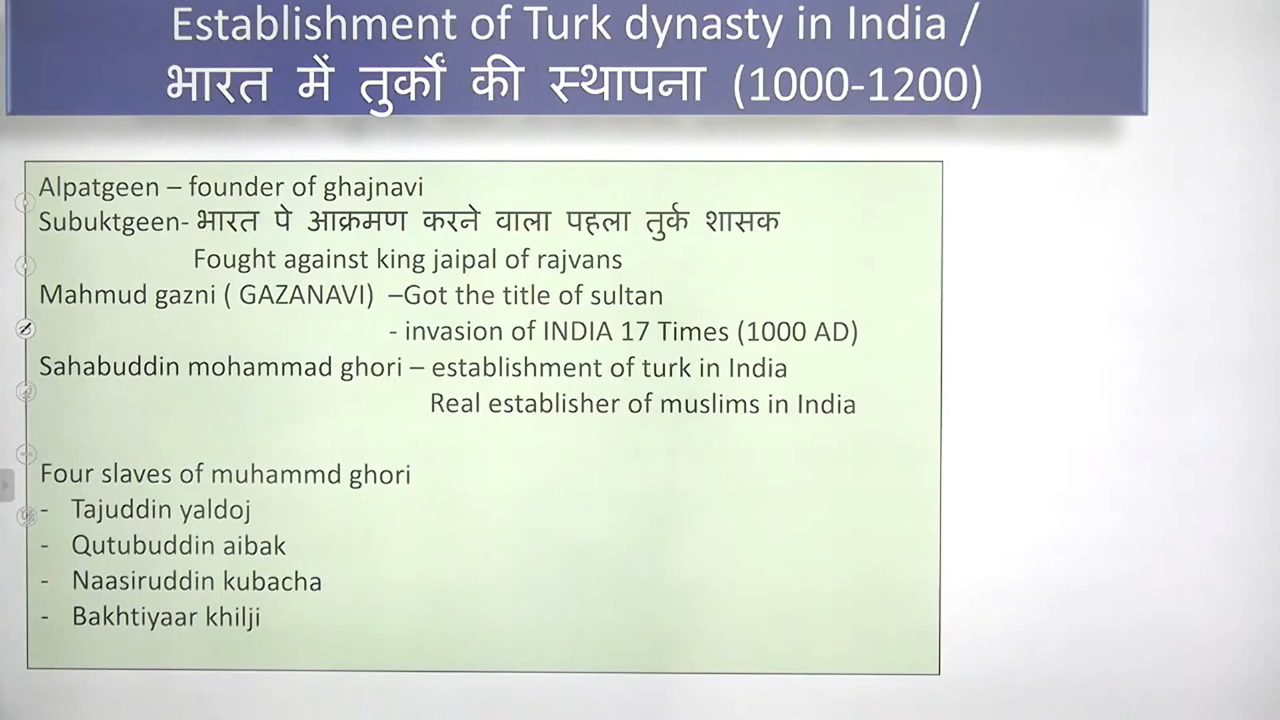 Establishment of Turk dynasty in India /
भारत में तुर्कों की स्थापना (1000-1200)
Alpatgeen – founder of ghajnavi
Subuktgeen- भारत पे आक्रमण करने वाला पहला तुर्क शासक
Fought against king jaipal of rajvans
Mahmud gazni ( GAZANAVI) –Got the title of sultan
- invasion of INDIA 17 Times (1000 AD)
Sahabuddin mohammad ghori – establishment of turk in India
Real establisher of muslims in India
Four slaves of muhammd ghori
- Tajuddin yaldoj
- Qutubuddin aibak
- Naasiruddin kubacha
- Bakhtiyaar khilji